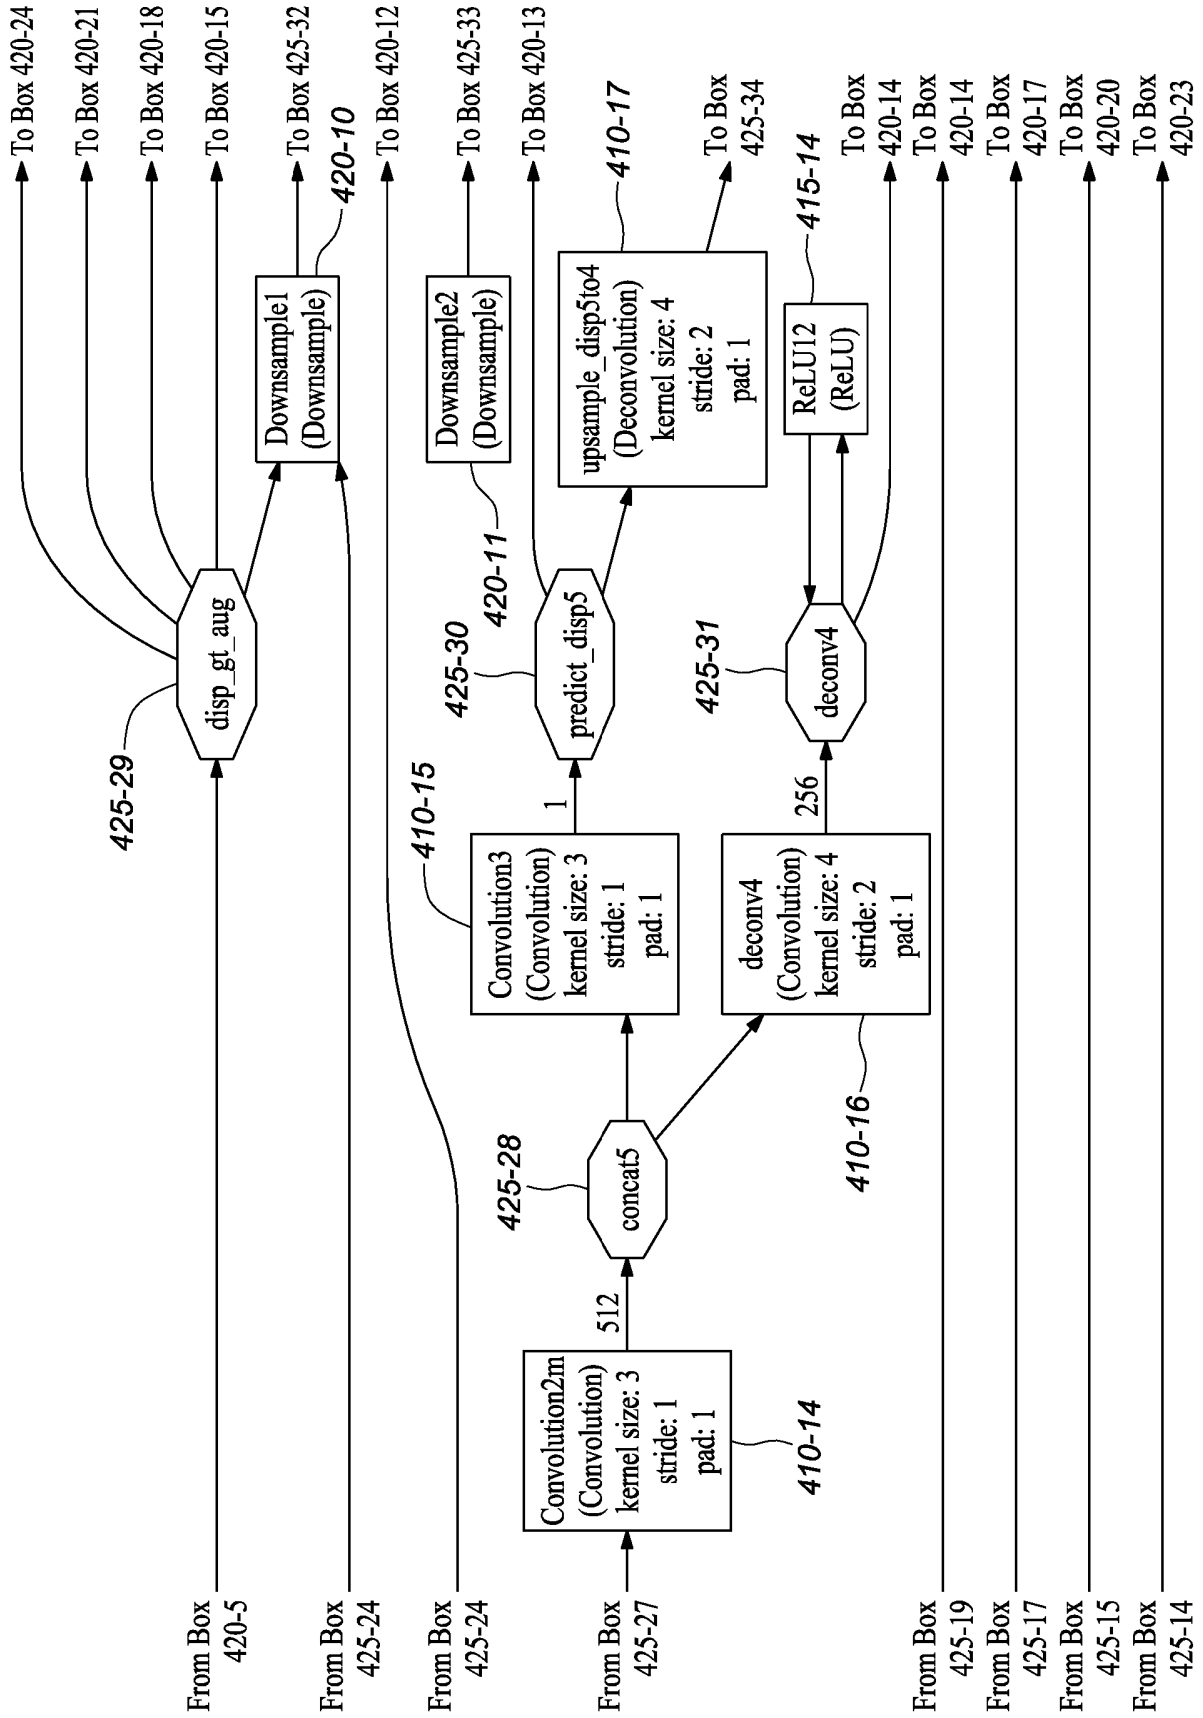 From Box
420-5
From Box
425-24
From Box
425-24
From Box
425-27
From Box
425-19
From Box
425-17
From Box
425-15
From Box
425-14
Convolution2m
(Convolution)
kernel size: 3
stride: 1
pad: 1
410-14
512
concat5
425-28
Convolution3
(Convolution)
kernel size: 3
stride: 1
pad: 1
410-15
deconv4
(Convolution)
kernel size: 4
stride: 2
pad: 1
410-16
1
256
disp_gt_aug
425-29
predict_disp5
425-30
deconv4
425-31
Downsample1
(Downsample)
420-10
Downsample2
(Downsample)
420-11
upsample_disp5to4
(Deconvolution)
kernel size: 4
stride: 2
pad: 1
410-17
ReLU12
(ReLU)
415-14
To Box 420-24
To Box 420-21
To Box 420-18
To Box 420-15
To Box 425-32
To Box 420-12
To Box 425-33
To Box 420-13
To Box
425-34
To Box
420-14
To Box
420-14
To Box
420-17
To Box
420-20
To Box
420-23